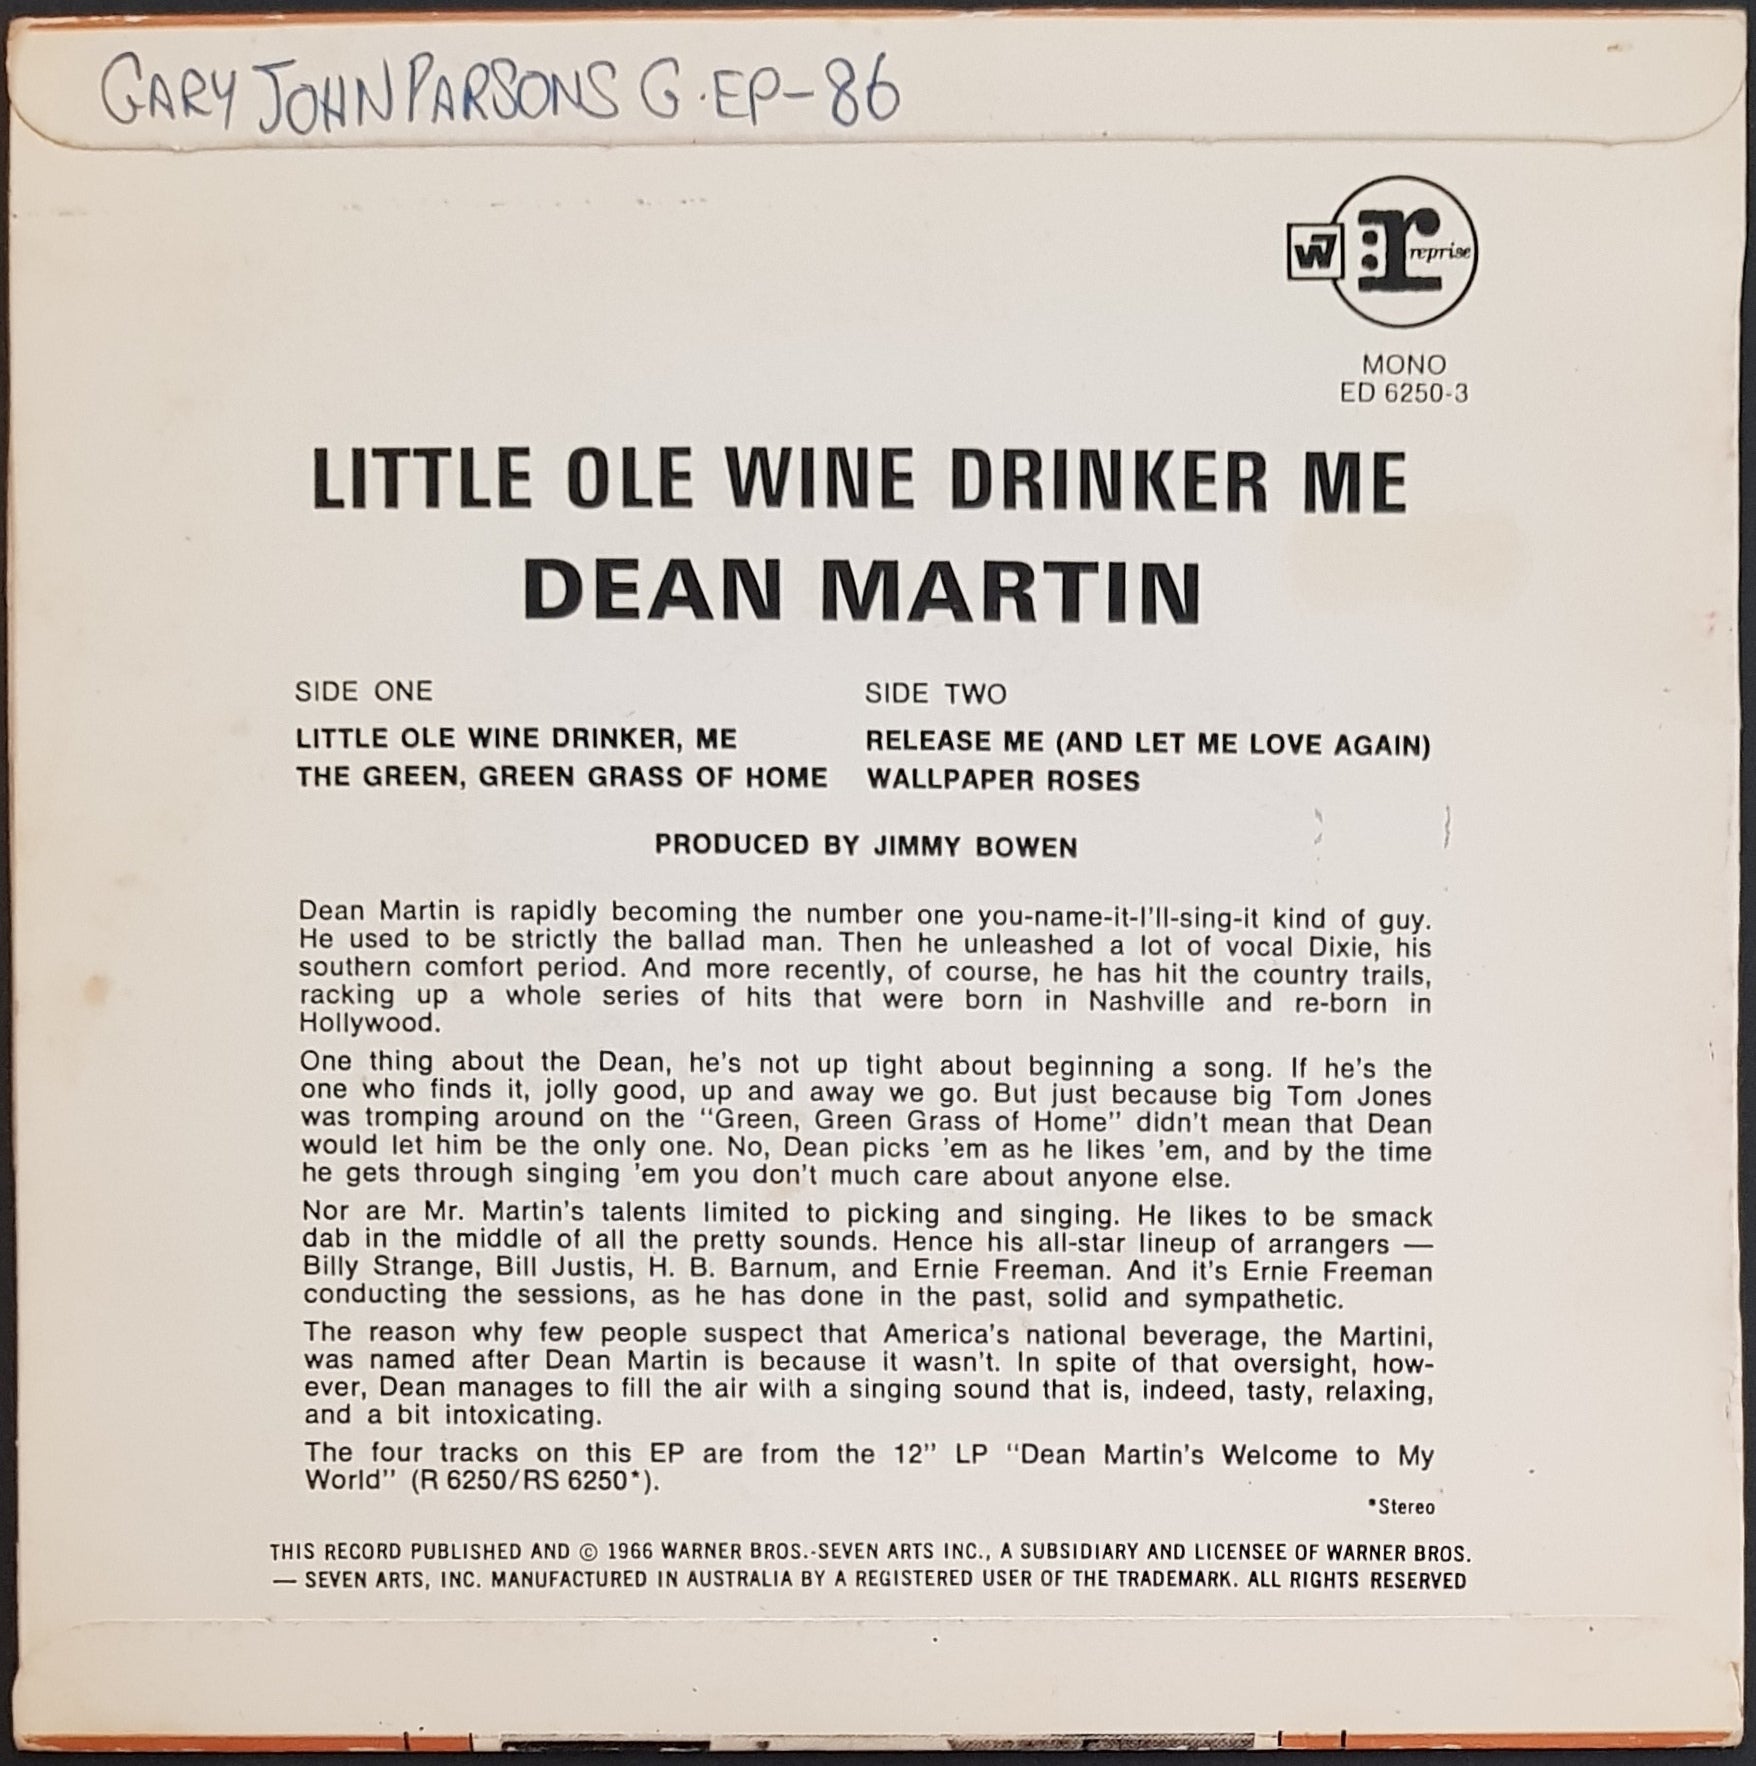 GARY JOHN PARSONS G.EP-86
W7 r reprise
MONO
ED 6250-3
LITTLE OLE WINE DRINKER ME
DEAN MARTIN
SIDE ONE
LITTLE OLE WINE DRINKER, ME
THE GREEN, GREEN GRASS OF HOME
SIDE TWO
RELEASE ME (AND LET ME LOVE AGAIN)
WALLPAPER ROSES
PRODUCED BY JIMMY BOWEN
Dean Martin is rapidly becoming the number one you-name-it-I'll-sing-it kind of guy.
He used to be strictly the ballad man. Then he unleashed a lot of vocal Dixie, his
southern comfort period. And more recently, of course, he has hit the country trails,
racking up a whole series of hits that were born in Nashville and re-born in
Hollywood.
One thing about the Dean, he's not up tight about beginning a song. If he's the
one who finds it, jolly good, up and away we go. But just because big Tom Jones
was tromping around on the "Green, Green Grass of Home" didn't mean that Dean
would let him be the only one. No, Dean picks 'em as he likes 'em, and by the time
he gets through singing 'em you don't much care about anyone else.
Nor are Mr. Martin's talents limited to picking and singing. He likes to be smack
dab in the middle of all the pretty sounds. Hence his all-star lineup of arrangers —
Billy Strange, Bill Justis, H. B. Barnum, and Ernie Freeman. And it's Ernie Freeman
conducting the sessions, as he has done in the past, solid and sympathetic.
The reason why few people suspect that America's national beverage, the Martini,
was named after Dean Martin is because it wasn't. In spite of that oversight, how-
ever, Dean manages to fill the air with a singing sound that is, indeed, tasty, relaxing,
and a bit intoxicating.
The four tracks on this EP are from the 12" LP "Dean Martin's Welcome to My
World" (R 6250/RS 6250*).
*Stereo
THIS RECORD PUBLISHED AND © 1966 WARNER BROS.-SEVEN ARTS INC., A SUBSIDIARY AND LICENSEE OF WARNER BROS.
— SEVEN ARTS, INC. MANUFACTURED IN AUSTRALIA BY A REGISTERED USER OF THE TRADEMARK. ALL RIGHTS RESERVED